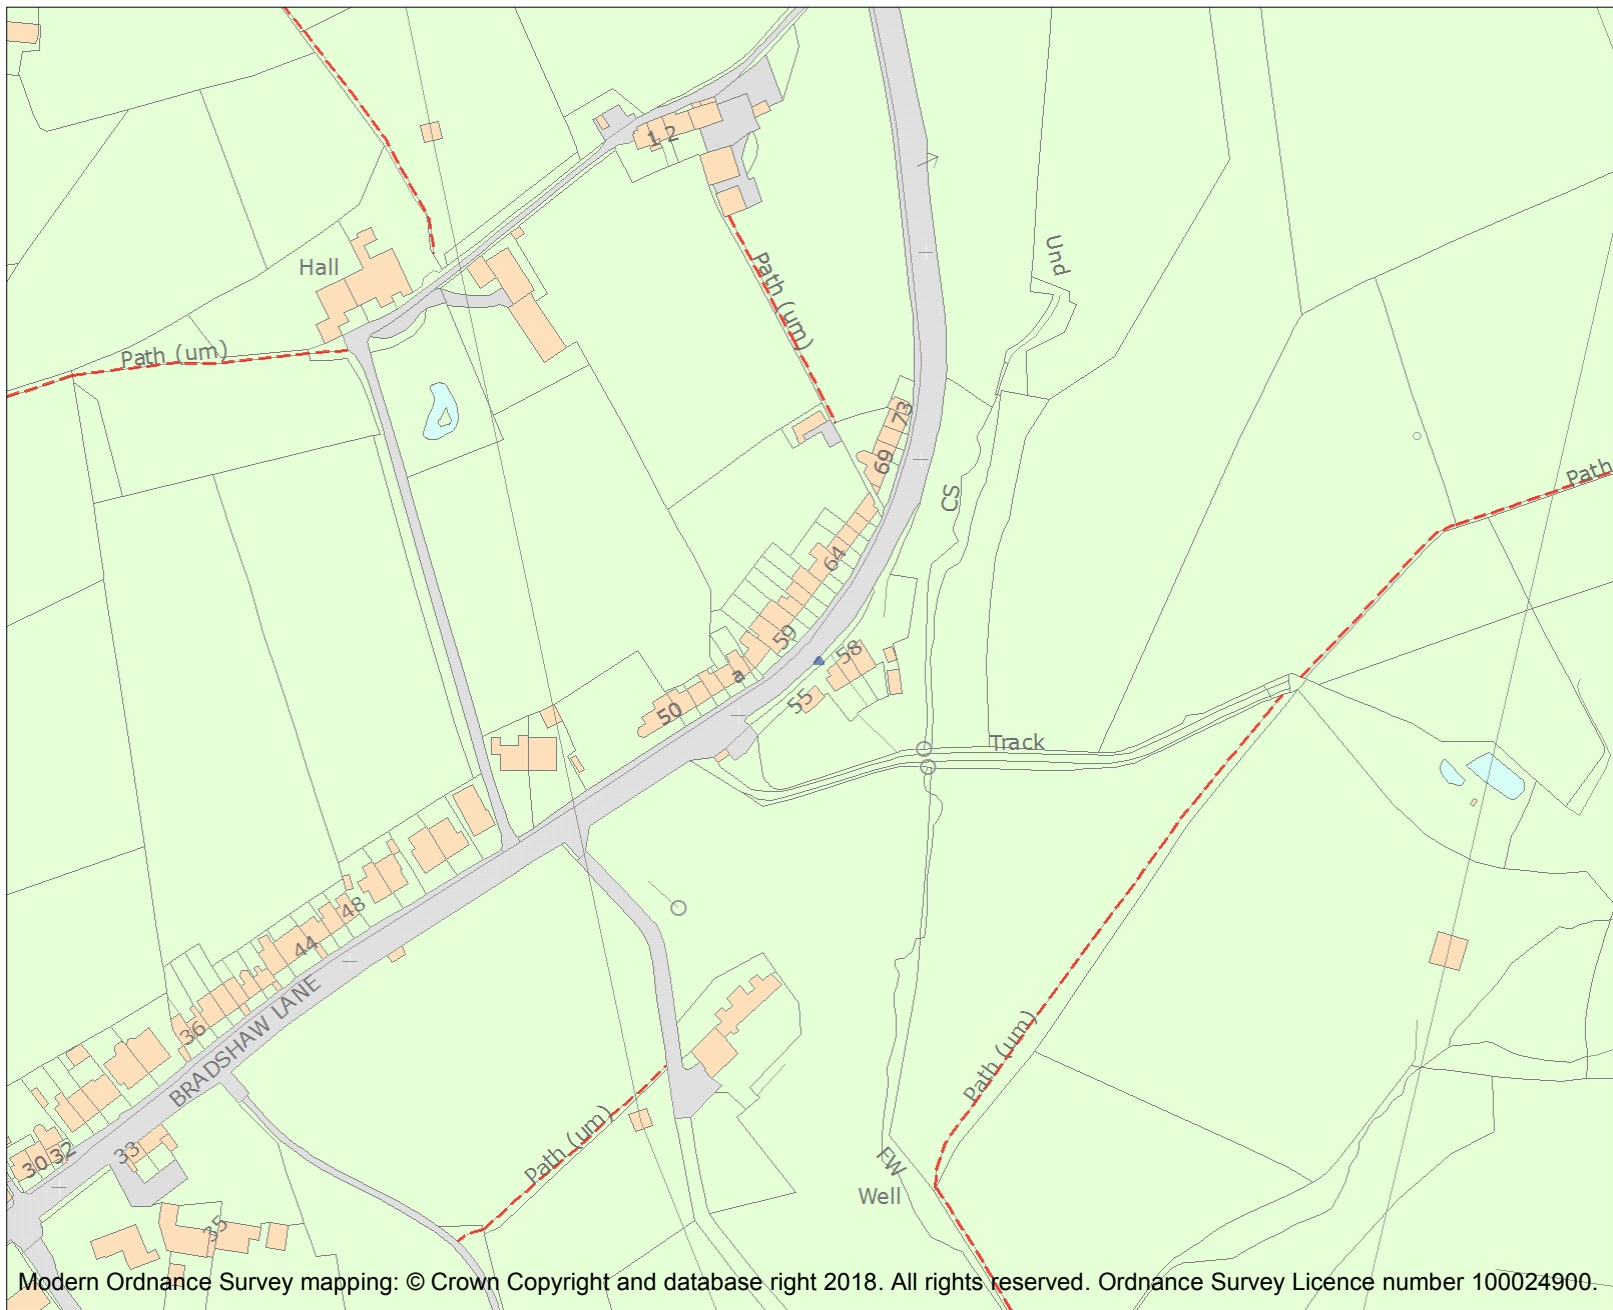 1 2
Und
Hall
Path (um)
Path (um)
73
69
Path
CS
64
59
58
a
55
50
Track
48
44
BRADSHAW LANE
36
Path (um)
Path (um)
33
30 32
FW
Well
35
Modern Ordnance Survey mapping: © Crown Copyright and database right 2018. All rights reserved. Ordnance Survey Licence number 100024900.